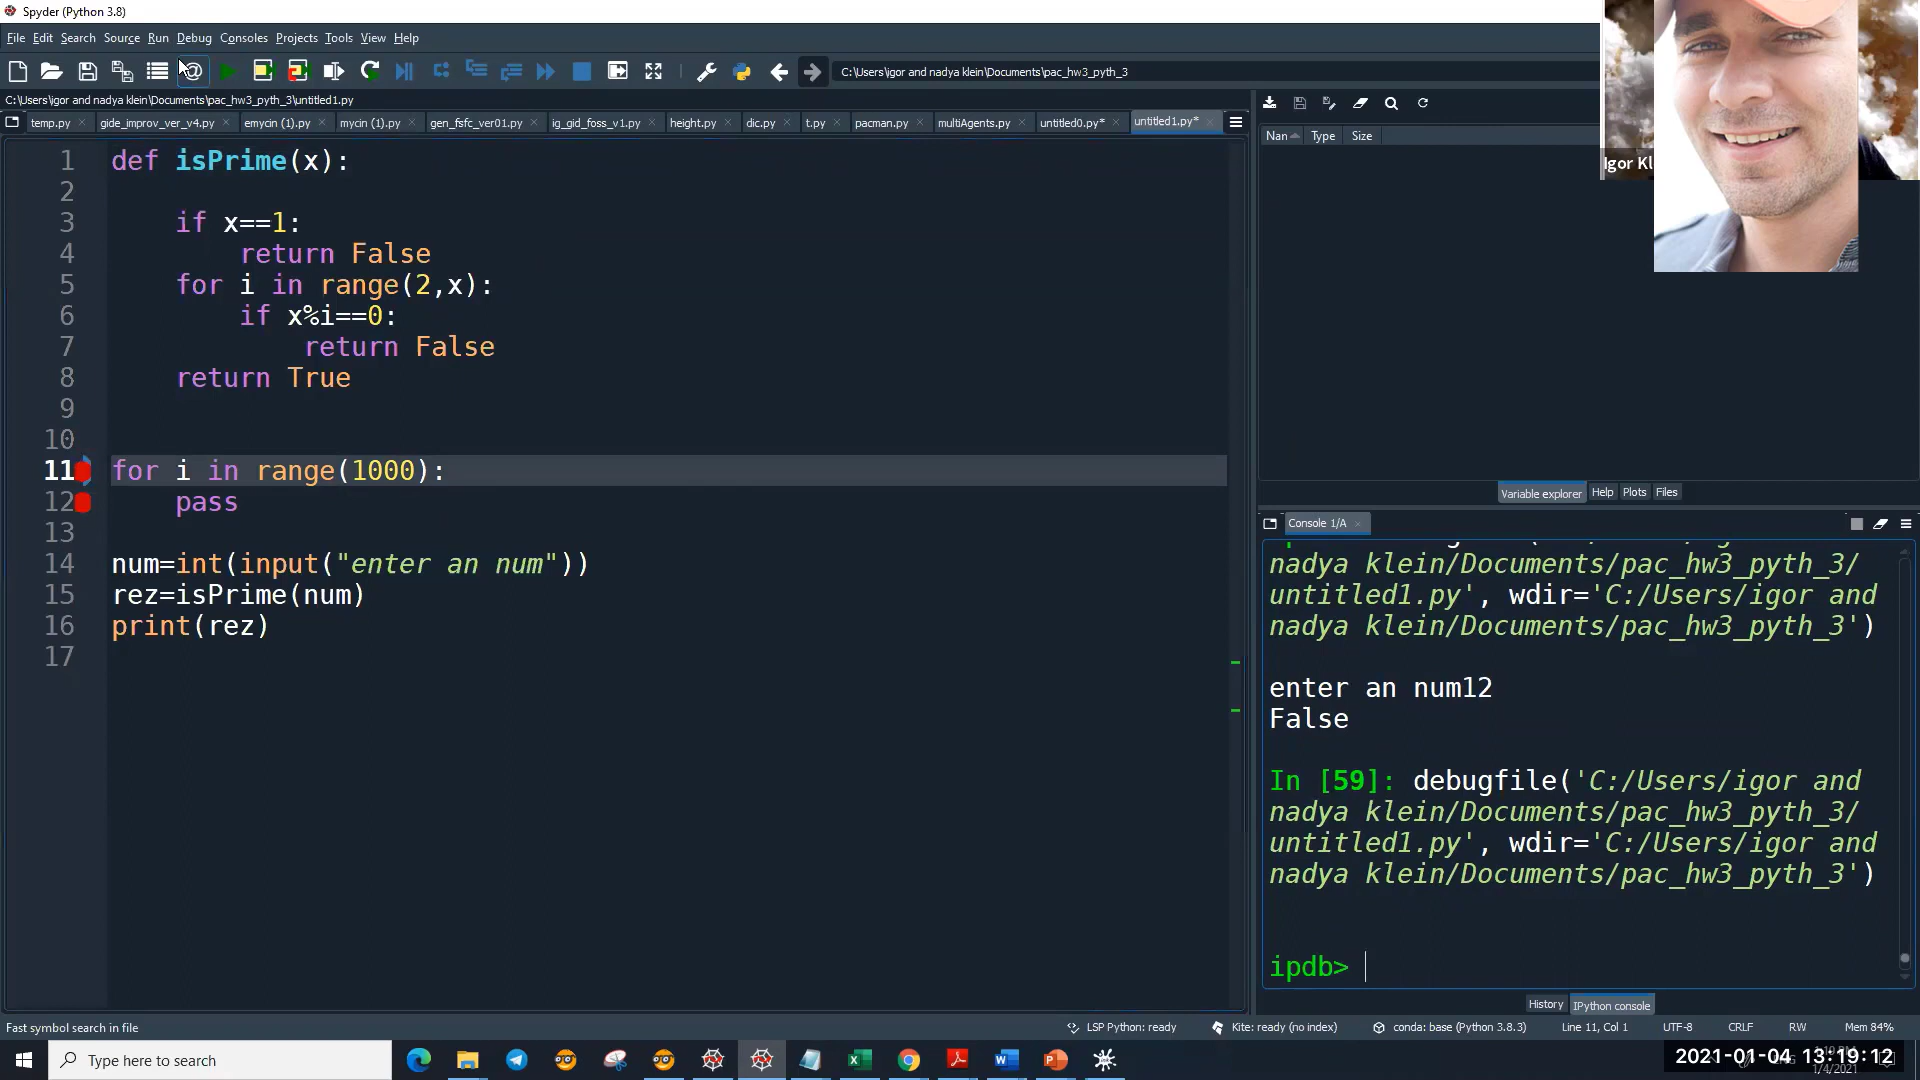 Spyder (Python 3.8)
File Edit Search Source Run Debug Consoles Projects Tools View Help
C:\Users\igor and nadya klein\Documents\pac_hw3_pyth_3
C:\Users\igor and nadya klein\Documents\pac_hw3_pyth_3\untitled1.py
temp.py gide_improv_ver_v4.py emycin (1).py mycin (1).py gen_fsfc_ver01.py ig_gid_foss_v1.py height.py dic.py t.py pacman.py multiAgents.py untitled0.py* untitled1.py*
1 def isPrime(x):
2
3 if x==1:
4 return False
5 for i in range(2,x):
6 if x%i==0:
7 return False
8 return True
9
10
11 for i in range(1000):
12 pass
13
14 num=int(input("enter an num"))
15 rez=isPrime(num)
16 print(rez)
17
Nan Type Size
Igor Kl
Variable explorer Help Plots Files
Console 1/A
nadya klein/Documents/pac_hw3_pyth_3/
untitled1.py', wdir='C:/Users/igor and
nadya klein/Documents/pac_hw3_pyth_3')
enter an num12
False
In [59]: debugfile('C:/Users/igor and
nadya klein/Documents/pac_hw3_pyth_3/
untitled1.py', wdir='C:/Users/igor and
nadya klein/Documents/pac_hw3_pyth_3')
ipdb>
History IPython console
Fast symbol search in file
LSP Python: ready Kite: ready (no index) conda: base (Python 3.8.3) Line 11, Col 1 UTF-8 CRLF RW Mem 84%
Type here to search
2021-01-04 13:19:12
1/4/2021